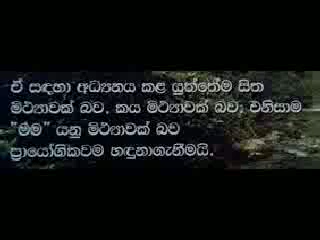 ඒ සඳහා අධ්‍යනය කළ යුත්තේම සිත
මිථ්‍යාවක් බව, කය මිථ්‍යාවක් බව; එනිසාම
"මම" යනු මිථ්‍යාවක් බව
ප්‍රායෝගිකවම හඳුනාගැනීමයි.